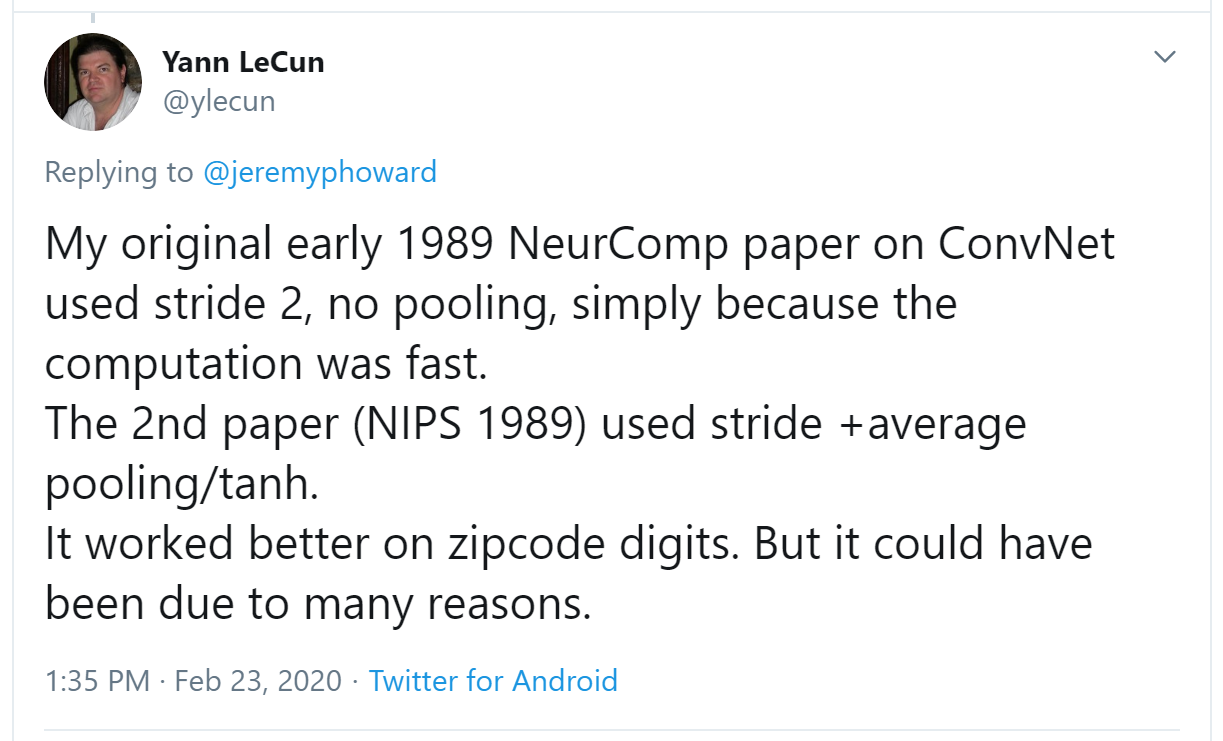 Yann LeCun
@ylecun
Replying to @jeremyphoward
My original early 1989 NeurComp paper on ConvNet
used stride 2, no pooling, simply because the
computation was fast.
The 2nd paper (NIPS 1989) used stride +average
pooling/tanh.
It worked better on zipcode digits. But it could have
been due to many reasons.
1:35 PM · Feb 23, 2020 · Twitter for Android